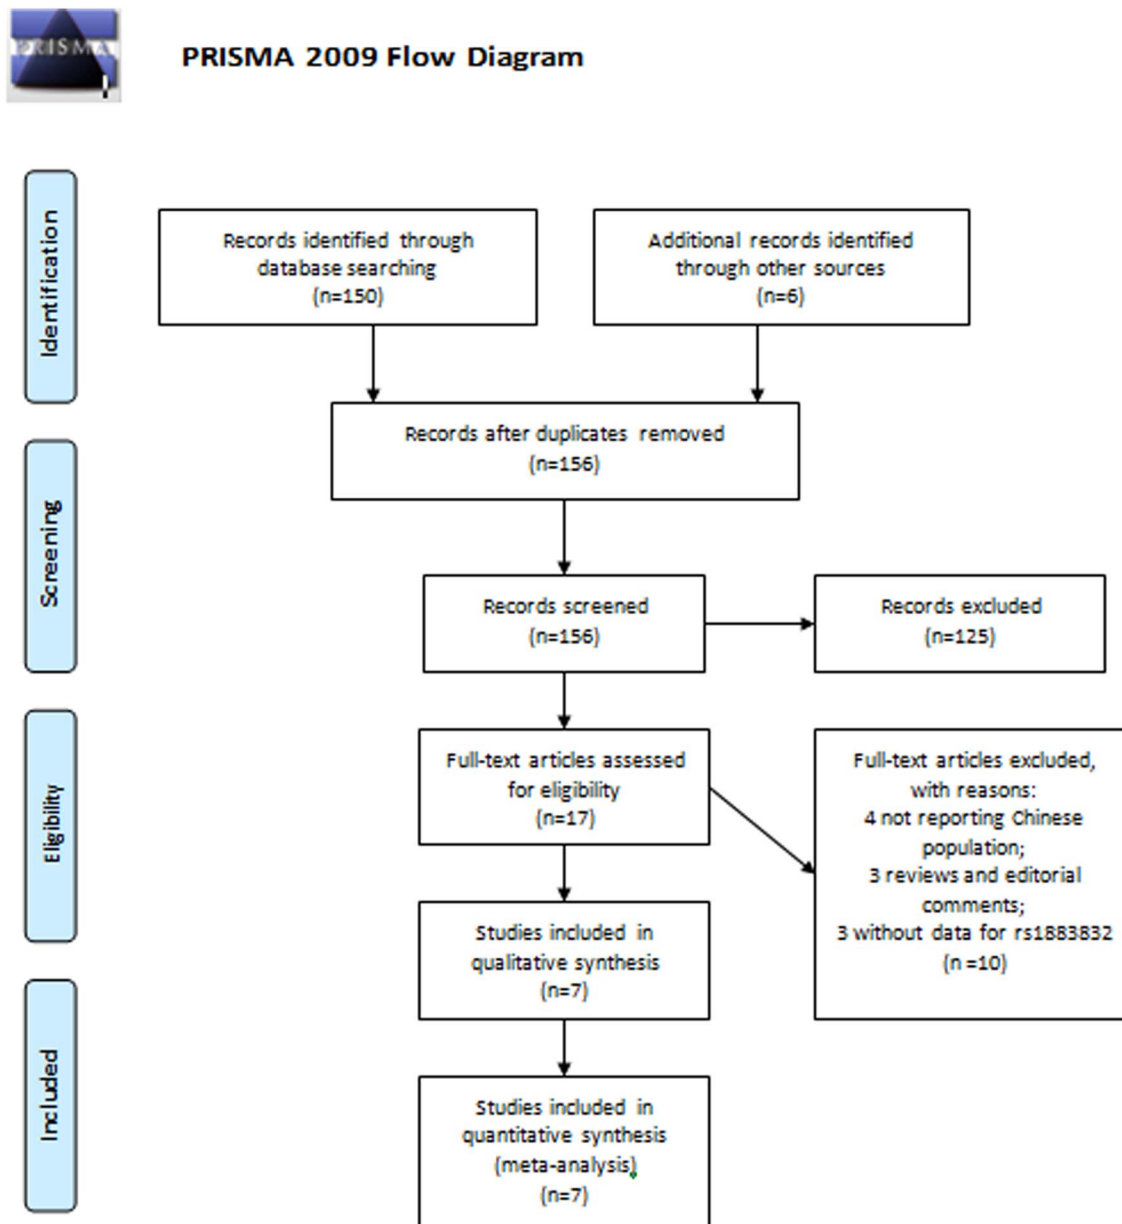 PRISMA
PRISMA 2009 Flow Diagram
Identification
Records identified through
database searching
(n=150)
Additional records identified
through other sources
(n=6)
Records after duplicates removed
(n=156)
Screening
Records screened
(n=156)
Records excluded
(n=125)
Eligibility
Full-text articles assessed
for eligibility
(n=17)
Full-text articles excluded,
with reasons:
4 not reporting Chinese
population;
3 reviews and editorial
comments;
3 without data for rs1883832
(n =10)
Studies included in
qualitative synthesis
(n=7)
Included
Studies included in
quantitative synthesis
(meta-analysis)
(n=7)